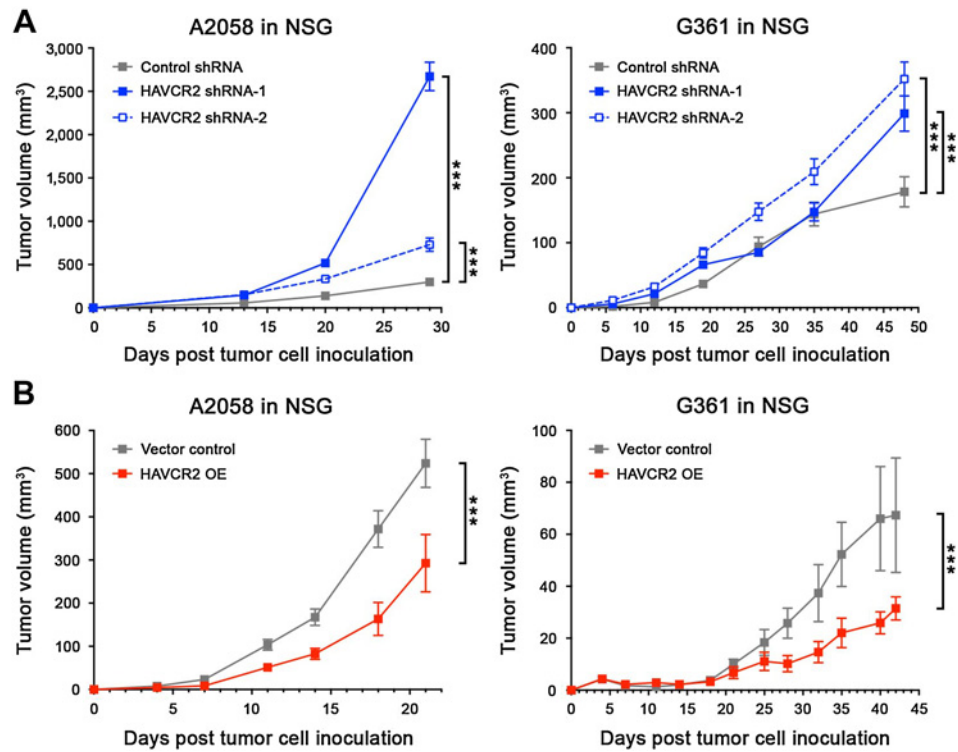 A
A2058 in NSG
Tumor volume (mm³)
3,000
2,500
2,000
1,500
1,000
500
0
Control shRNA
HAVCR2 shRNA-1
HAVCR2 shRNA-2
***
***
0 5 10 15 20 25 30
Days post tumor cell inoculation
G361 in NSG
Tumor volume (mm³)
400
300
200
100
0
Control shRNA
HAVCR2 shRNA-1
HAVCR2 shRNA-2
***
***
0 5 10 15 20 25 30 35 40 45 50
Days post tumor cell inoculation
B
A2058 in NSG
Tumor volume (mm³)
600
500
400
300
200
100
0
Vector control
HAVCR2 OE
***
0 5 10 15 20
Days post tumor cell inoculation
G361 in NSG
Tumor volume (mm³)
100
80
60
40
20
0
Vector control
HAVCR2 OE
***
0 5 10 15 20 25 30 35 40 45
Days post tumor cell inoculation